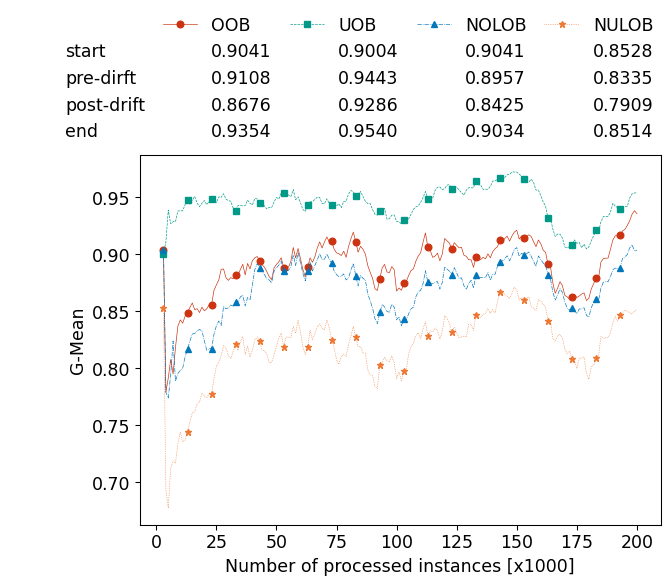 OOB UOB NOLOB NULOB
start 0.9041 0.9004 0.9041 0.8528
pre-dirft 0.9108 0.9443 0.8957 0.8335
post-drift 0.8676 0.9286 0.8425 0.7909
end 0.9354 0.9540 0.9034 0.8514
G-Mean
0.95
0.90
0.85
0.80
0.75
0.70
0 25 50 75 100 125 150 175 200
Number of processed instances [x1000]